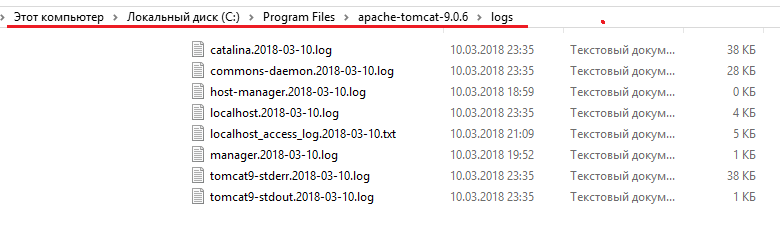 Этот компьютер > Локальный диск (C:) > Program Files > apache-tomcat-9.0.6 > logs
catalina.2018-03-10.log 10.03.2018 23:35 Текстовый докум... 38 КБ
commons-daemon.2018-03-10.log 10.03.2018 23:35 Текстовый докум... 28 КБ
host-manager.2018-03-10.log 10.03.2018 18:59 Текстовый докум... 0 КБ
localhost.2018-03-10.log 10.03.2018 23:35 Текстовый докум... 4 КБ
localhost_access_log.2018-03-10.txt 10.03.2018 21:09 Текстовый докум... 5 КБ
manager.2018-03-10.log 10.03.2018 19:52 Текстовый докум... 1 КБ
tomcat9-stderr.2018-03-10.log 10.03.2018 23:35 Текстовый докум... 38 КБ
tomcat9-stdout.2018-03-10.log 10.03.2018 23:35 Текстовый докум... 1 КБ